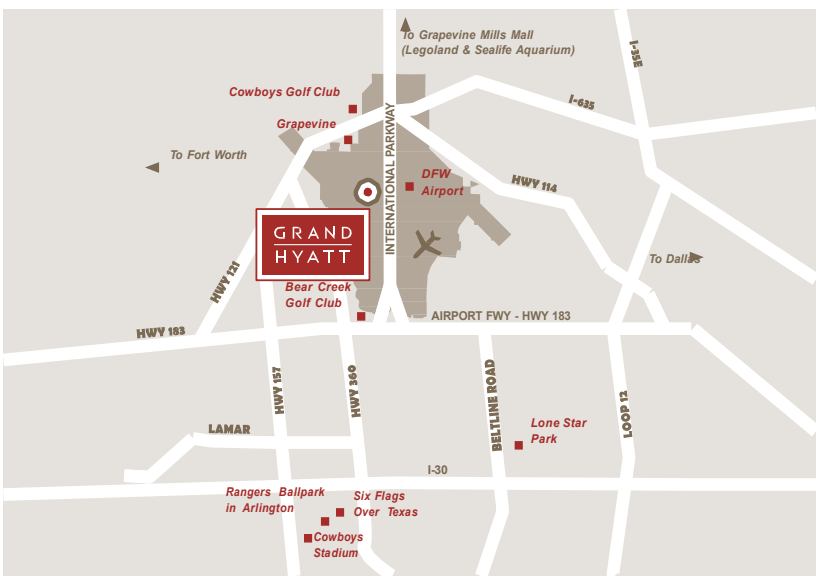 To Grapevine Mills Mall
(Legoland & Sealife Aquarium)
I-35E
Cowboys Golf Club
I-635
Grapevine
INTERNATIONAL PARKWAY
To Fort Worth
DFW
Airport
HWY 114
GRAND
HYATT
To Dallas
HWY 121
Bear Creek
Golf Club
AIRPORT FWY - HWY 183
HWY 183
HWY 157
HWY 360
BELTLINE ROAD
LOOP 12
LAMAR
Lone Star
Park
I-30
Rangers Ballpark
in Arlington
Six Flags
Over Texas
Cowboys
Stadium